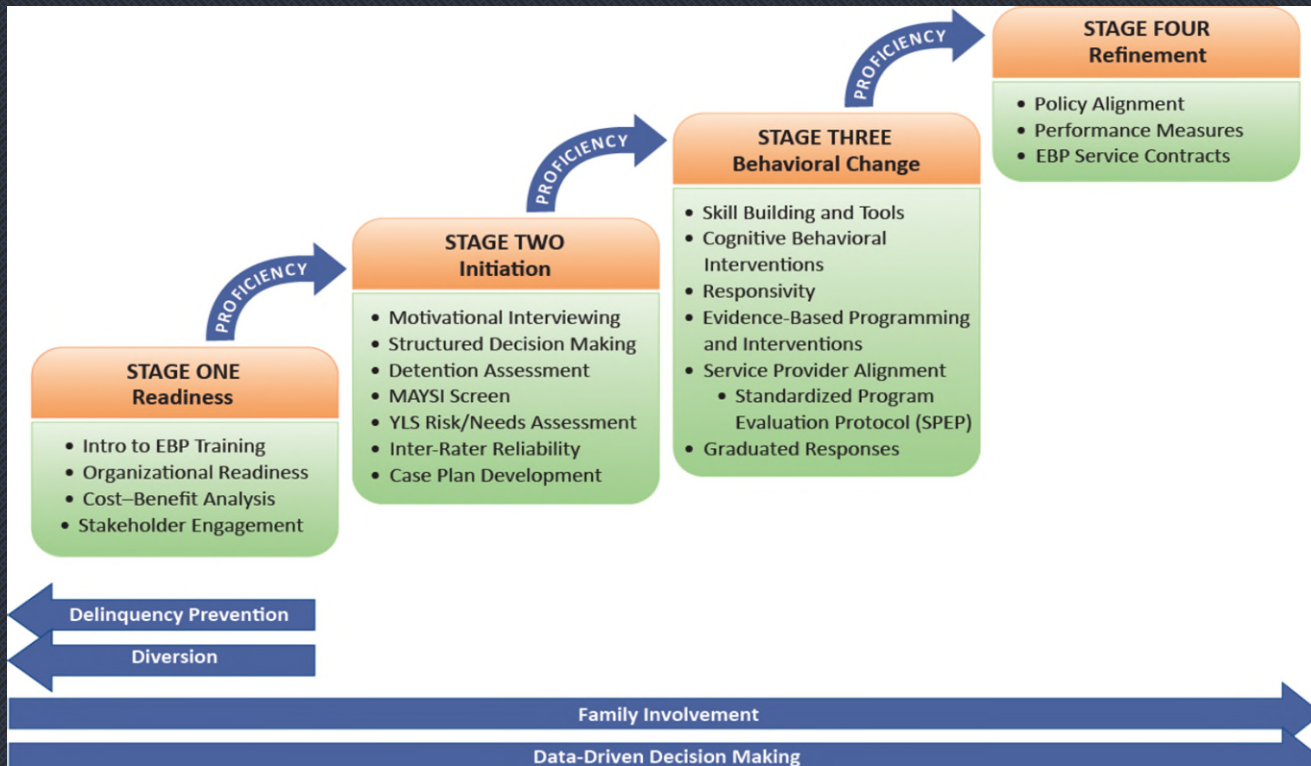 STAGE ONE
Readiness
• Intro to EBP Training
• Organizational Readiness
• Cost–Benefit Analysis
• Stakeholder Engagement
PROFICIENCY
STAGE TWO
Initiation
• Motivational Interviewing
• Structured Decision Making
• Detention Assessment
• MAYSI Screen
• YLS Risk/Needs Assessment
• Inter-Rater Reliability
• Case Plan Development
PROFICIENCY
STAGE THREE
Behavioral Change
• Skill Building and Tools
• Cognitive Behavioral
Interventions
• Responsivity
• Evidence-Based Programming
and Interventions
• Service Provider Alignment
• Standardized Program
Evaluation Protocol (SPEP)
• Graduated Responses
PROFICIENCY
STAGE FOUR
Refinement
• Policy Alignment
• Performance Measures
• EBP Service Contracts
Delinquency Prevention
Diversion
Family Involvement
Data-Driven Decision Making